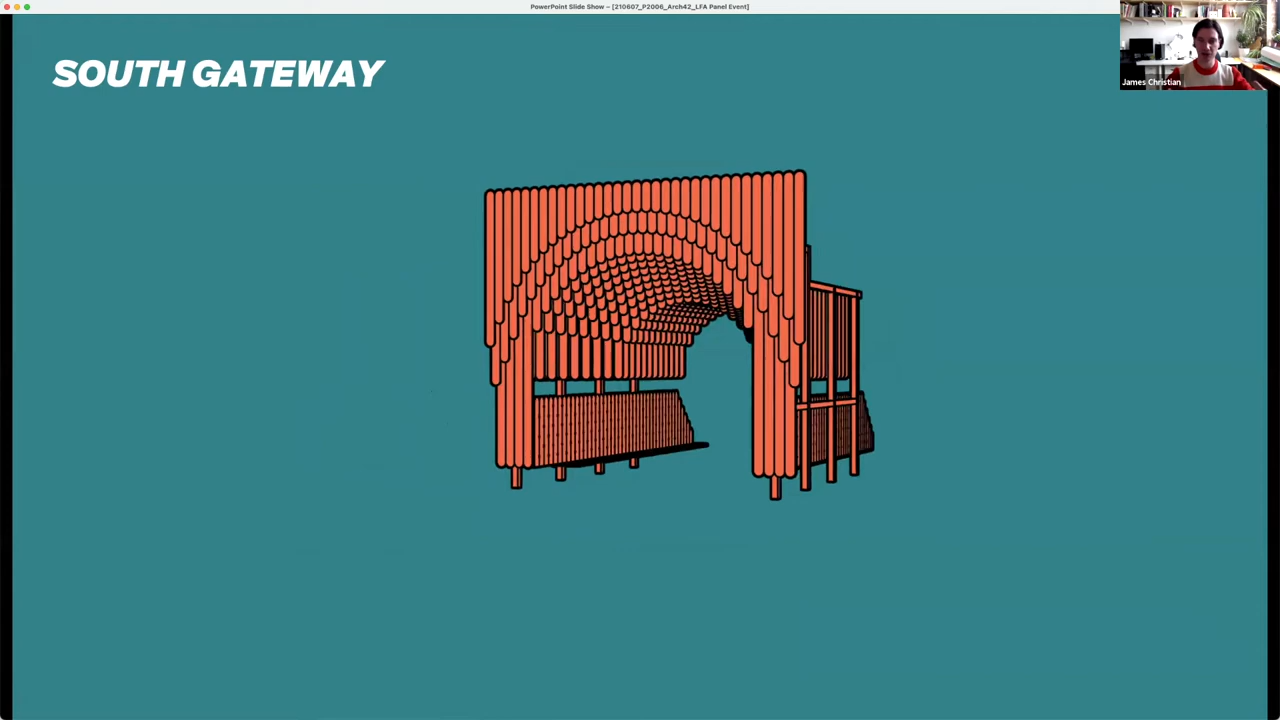 PowerPoint Slide Show – [210607_P2006_Arch42_LFA Panel Event]
SOUTH GATEWAY
James Christian